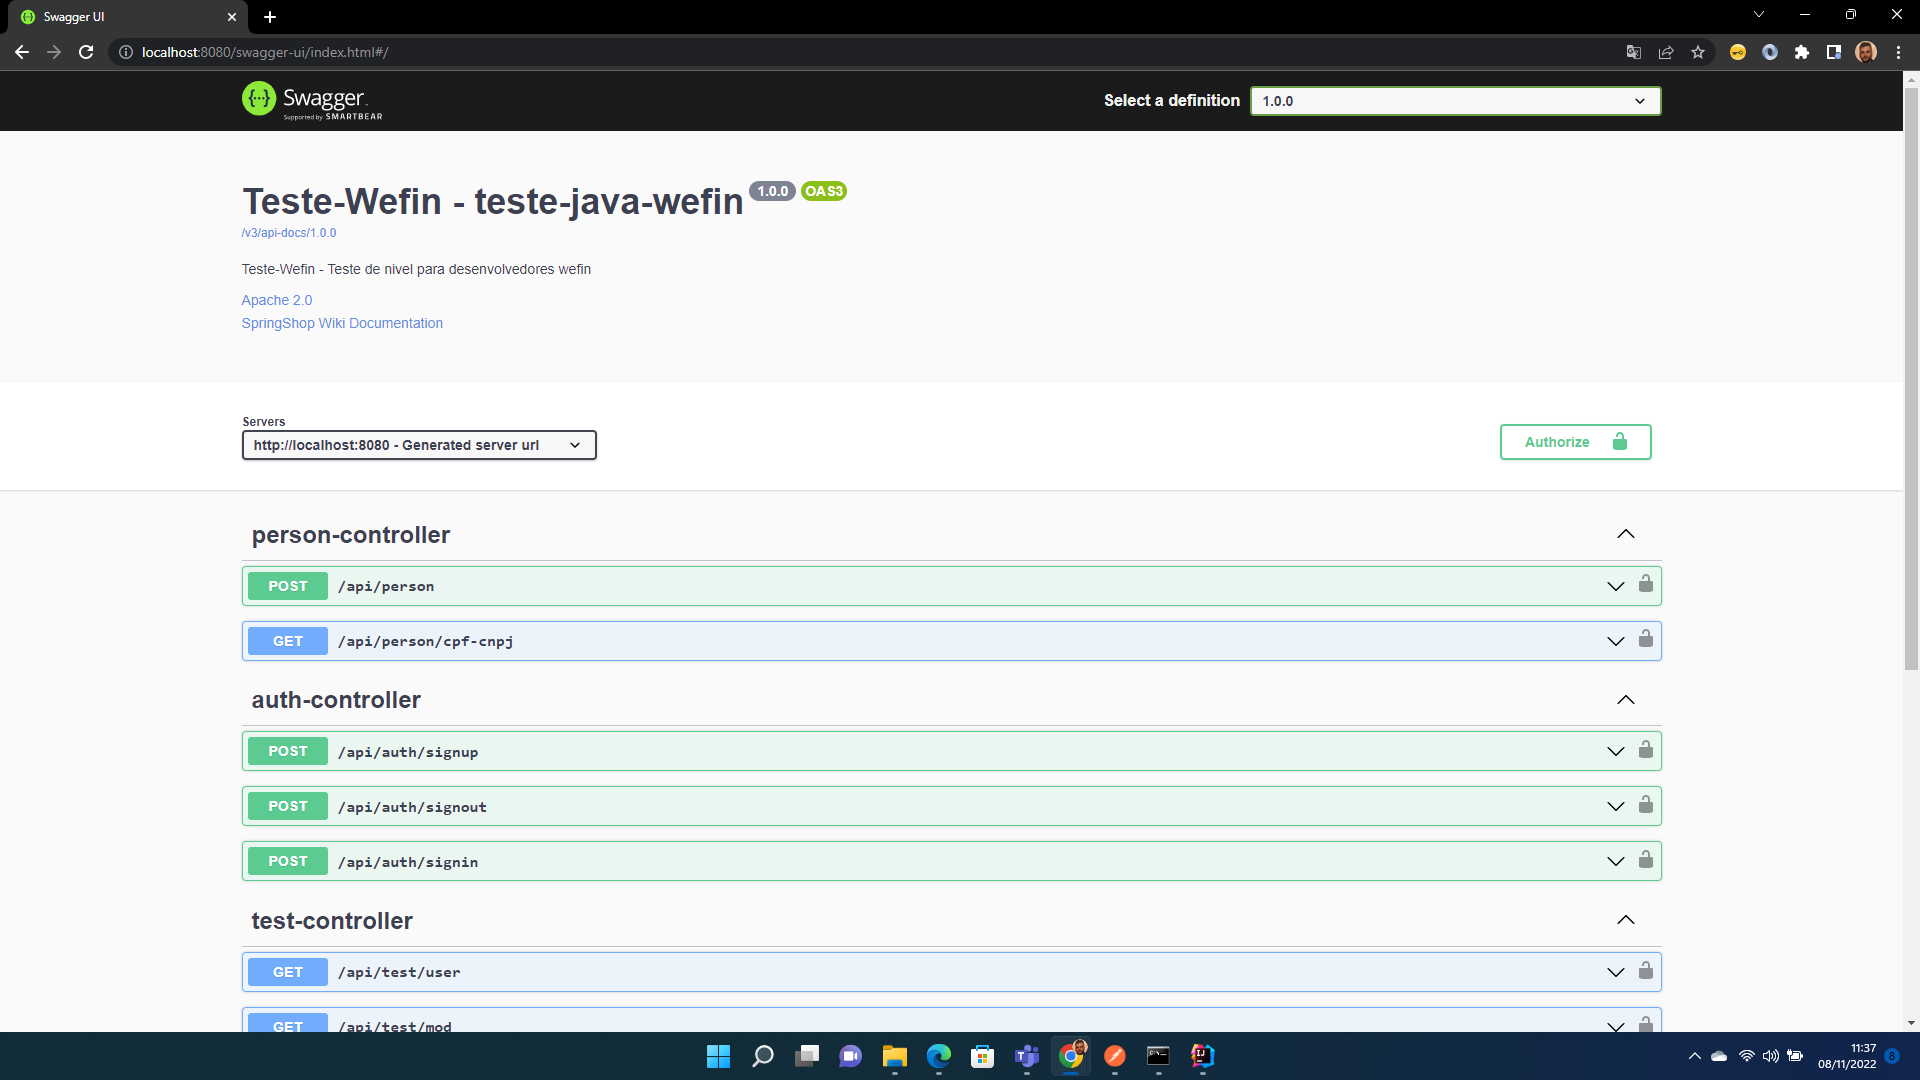 Swagger UI
localhost:8080/swagger-ui/index.html#/
Swagger
Supported by SMARTBEAR
Select a definition
1.0.0
Teste-Wefin - teste-java-wefin 1.0.0 OAS3
/v3/api-docs/1.0.0
Teste-Wefin - Teste de nivel para desenvolvedores wefin
Apache 2.0
SpringShop Wiki Documentation
Servers
http://localhost:8080 - Generated server url
Authorize
person-controller
POST /api/person
GET /api/person/cpf-cnpj
auth-controller
POST /api/auth/signup
POST /api/auth/signout
POST /api/auth/signin
test-controller
GET /api/test/user
GET /api/test/mod
11:37
08/11/2022
8